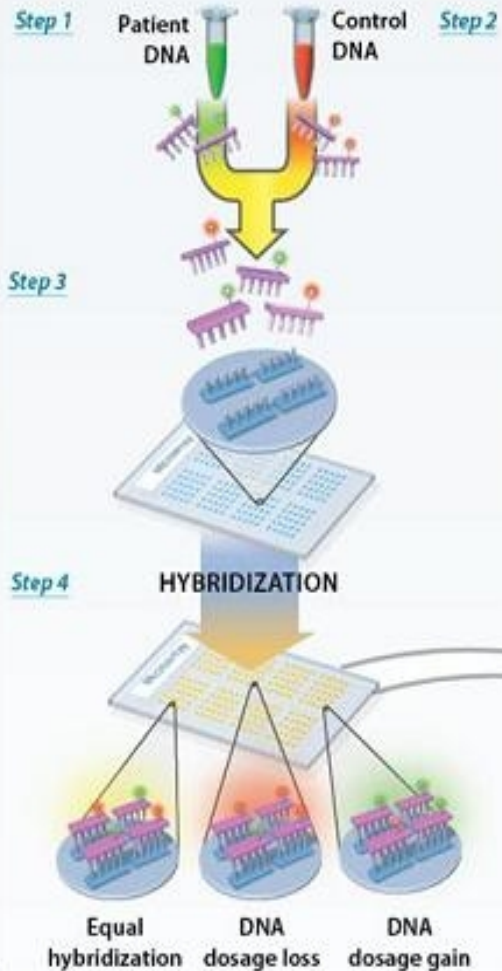 Step 1
Patient
DNA
Control
DNA
Step 2
Step 3
Step 4
HYBRIDIZATION
Equal
hybridization
DNA
dosage loss
DNA
dosage gain